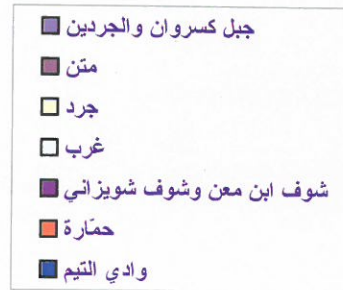 جبل كسروان والجردين
متن
جرد
غرب
شوف ابن معن وشوف شويزاني
حمّارة
وادي التيم